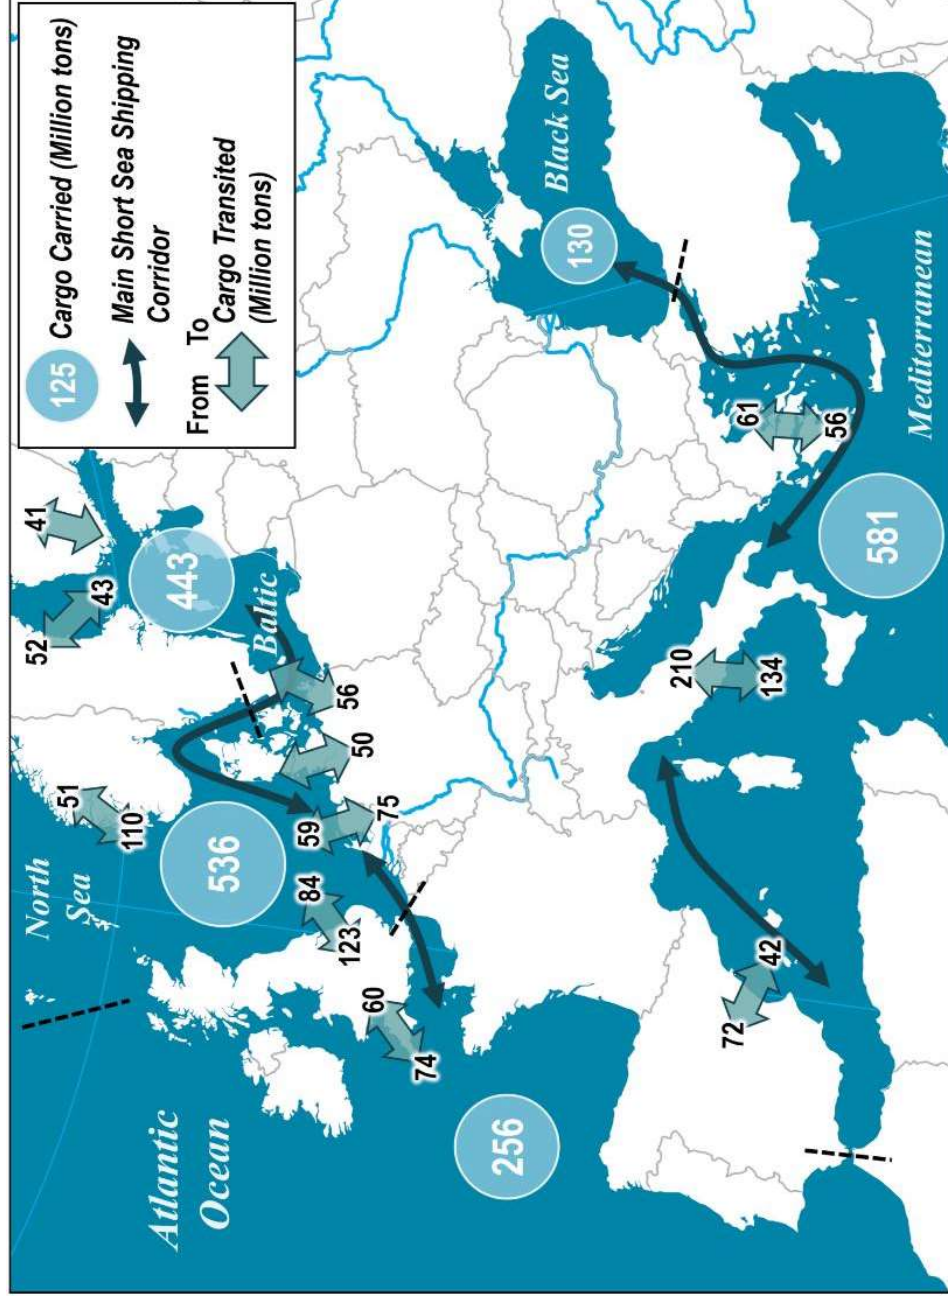 125 Cargo Carried (Million tons)
Main Short Sea Shipping
Corridor
From To
Cargo Transited
(Million tons)
North
Sea
Atlantic
Ocean
Baltic
Black Sea
Mediterranean
41
52
43
443
51
110
536
56
50
59
75
84
123
60
74
256
130
61
56
581
210
134
72
42